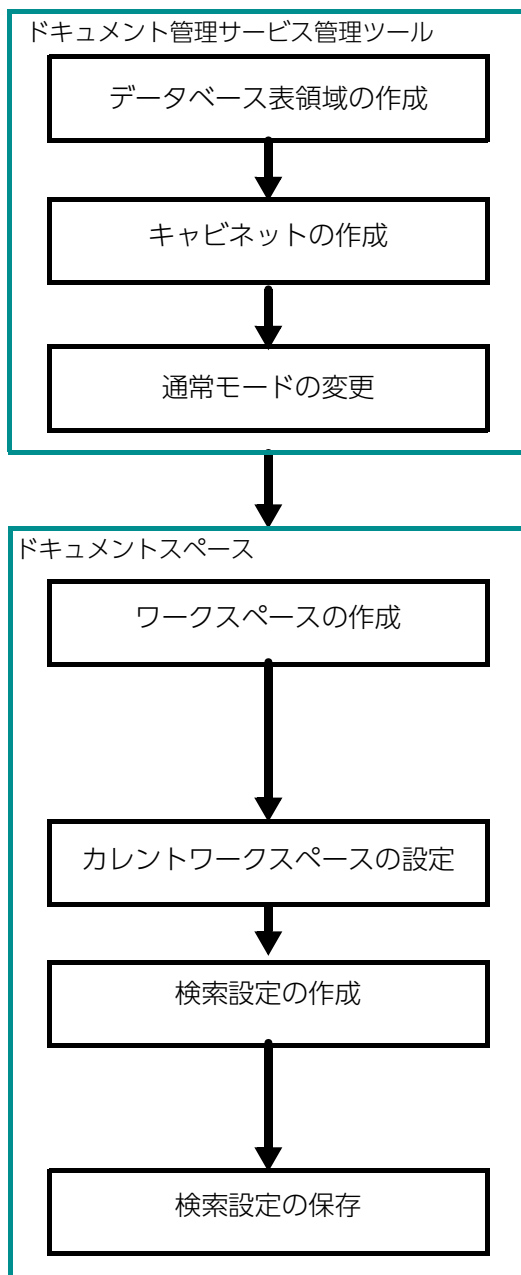 ドキュメント管理サービス管理ツール
データベース表領域の作成
キャビネットの作成
通常モードの変更
ドキュメントスペース
ワークスペースの作成
カレントワークスペースの設定
検索設定の作成
検索設定の保存